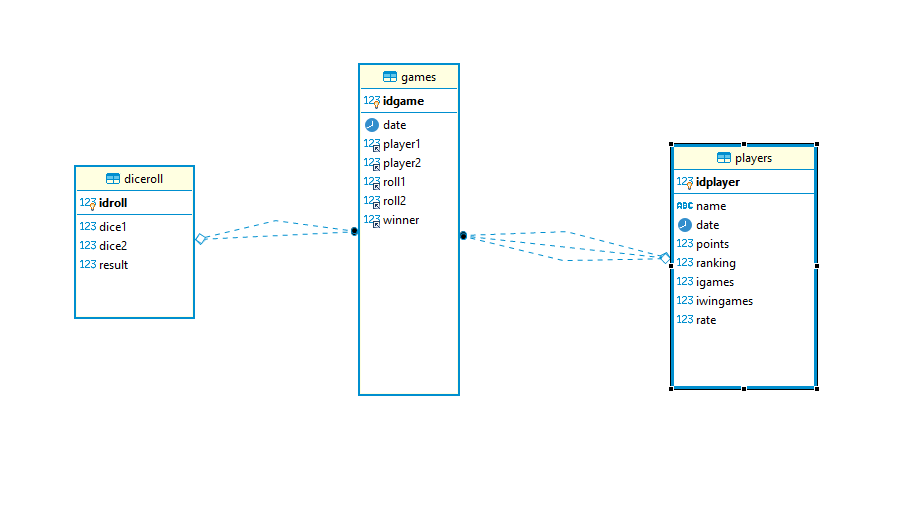 diceroll
123 idroll
123 dice1
123 dice2
123 result
games
123 idgame
date
123 player1
123 player2
123 roll1
123 roll2
123 winner
players
123 idplayer
ABC name
date
123 points
123 ranking
123 igames
123 iwingames
123 rate